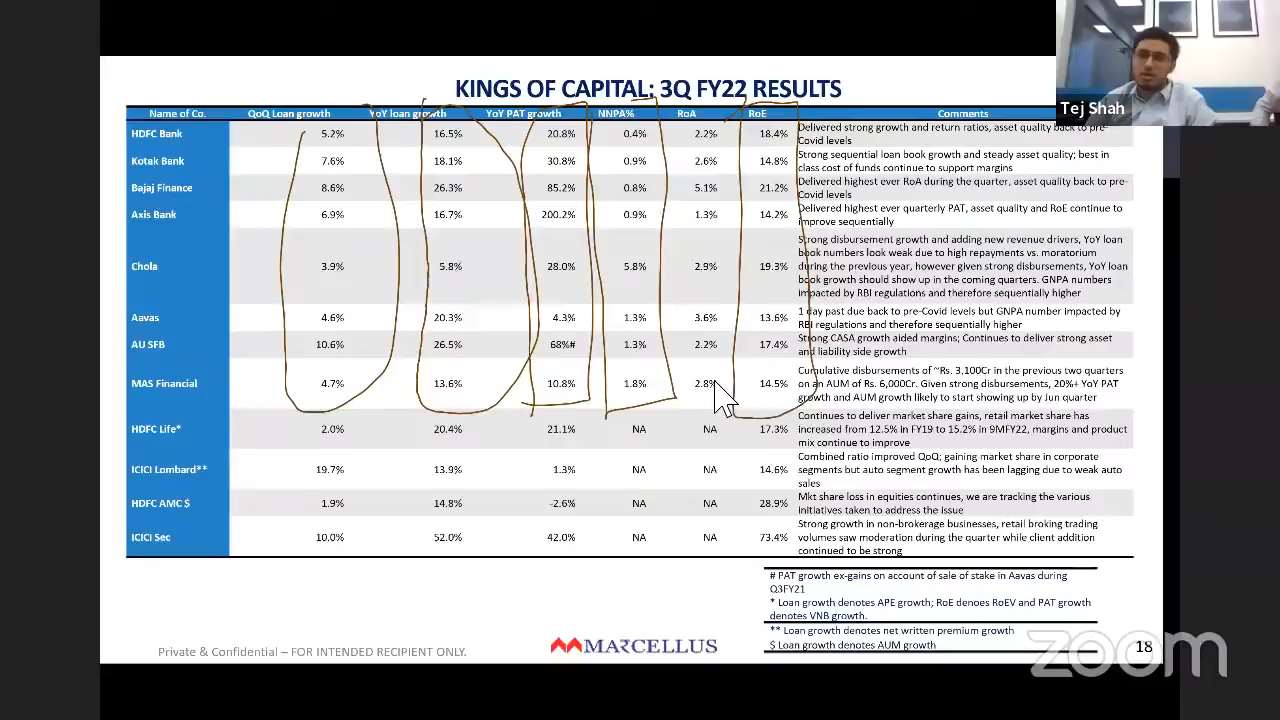 KINGS OF CAPITAL: 3Q FY22 RESULTS
Tej Shah
Name of Co. QoQ Loan growth YoY loan growth YoY PAT growth NNPA% RoA RoE Comments
HDFC Bank 5.2% 16.5% 20.8% 0.4% 2.2% 18.4% Delivered strong growth and return ratios, asset quality back to pre-
Covid levels
Kotak Bank 7.6% 18.1% 30.8% 0.9% 2.6% 14.8% Strong sequential loan book growth and steady asset quality; best in
class cost of funds continue to support margins
Bajaj Finance 8.6% 26.3% 85.2% 0.8% 5.1% 21.2% Delivered highest ever RoA during the quarter, asset quality back to pre-
Covid levels
Axis Bank 6.9% 16.7% 200.2% 0.9% 1.3% 14.2% Delivered highest ever quarterly PAT, asset quality and RoE continue to
improve sequentially
Strong disbursement growth and adding new revenue drivers, YoY loan
book numbers look weak due to high repayments vs. moratorium
Chola 3.9% 5.8% 28.0% 5.8% 2.9% 19.3% during the previous year, however given strong disbursements, YoY loan
book growth should show up in the coming quarters. GNPA numbers
impacted by RBI regulations and therefore sequentially higher
Aavas 4.6% 20.3% 4.3% 1.3% 3.6% 13.6% 1 day past due back to pre-Covid levels but GNPA number impacted by
RBI regulations and therefore sequentially higher
AU SFB 10.6% 26.5% 68%# 1.3% 2.2% 17.4% Strong CASA growth aided margins; Continues to deliver strong asset
and liability side growth
Cumulative disbursements of ~Rs. 3,100Cr in the previous two quarters
MAS Financial 4.7% 13.6% 10.8% 1.8% 2.8% 14.5% on an AUM of Rs. 6,000Cr. Given strong disbursements, 20%+ YoY PAT
growth and AUM growth likely to start showing up by Jun quarter
Continues to deliver market share gains, retail market share has
HDFC Life* 2.0% 20.4% 21.1% NA NA 17.3% increased from 12.5% in FY19 to 15.2% in 9MFY22, margins and product
mix continue to improve
Combined ratio improved QoQ; gaining market share in corporate
ICICI Lombard** 19.7% 13.9% 1.3% NA NA 14.6% segments but auto segment growth has been lagging due to weak auto
sales
HDFC AMC $ 1.9% 14.8% -2.6% NA NA 28.9% Mkt share loss in equities continues, we are tracking the various
initiatives taken to address the issue
Strong growth in non-brokerage businesses, retail broking trading
ICICI Sec 10.0% 52.0% 42.0% NA NA 73.4% volumes saw moderation during the quarter while client addition
continued to be strong
# PAT growth ex-gains on account of sale of stake in Aavas during
Q3FY21
* Loan growth denotes APE growth; RoE denoes RoEV and PAT growth
denotes VNB growth.
** Loan growth denotes net written premium growth
$ Loan growth denotes AUM growth
Private & Confidential – FOR INTENDED RECIPIENT ONLY.
MARCELLUS
zoom
18